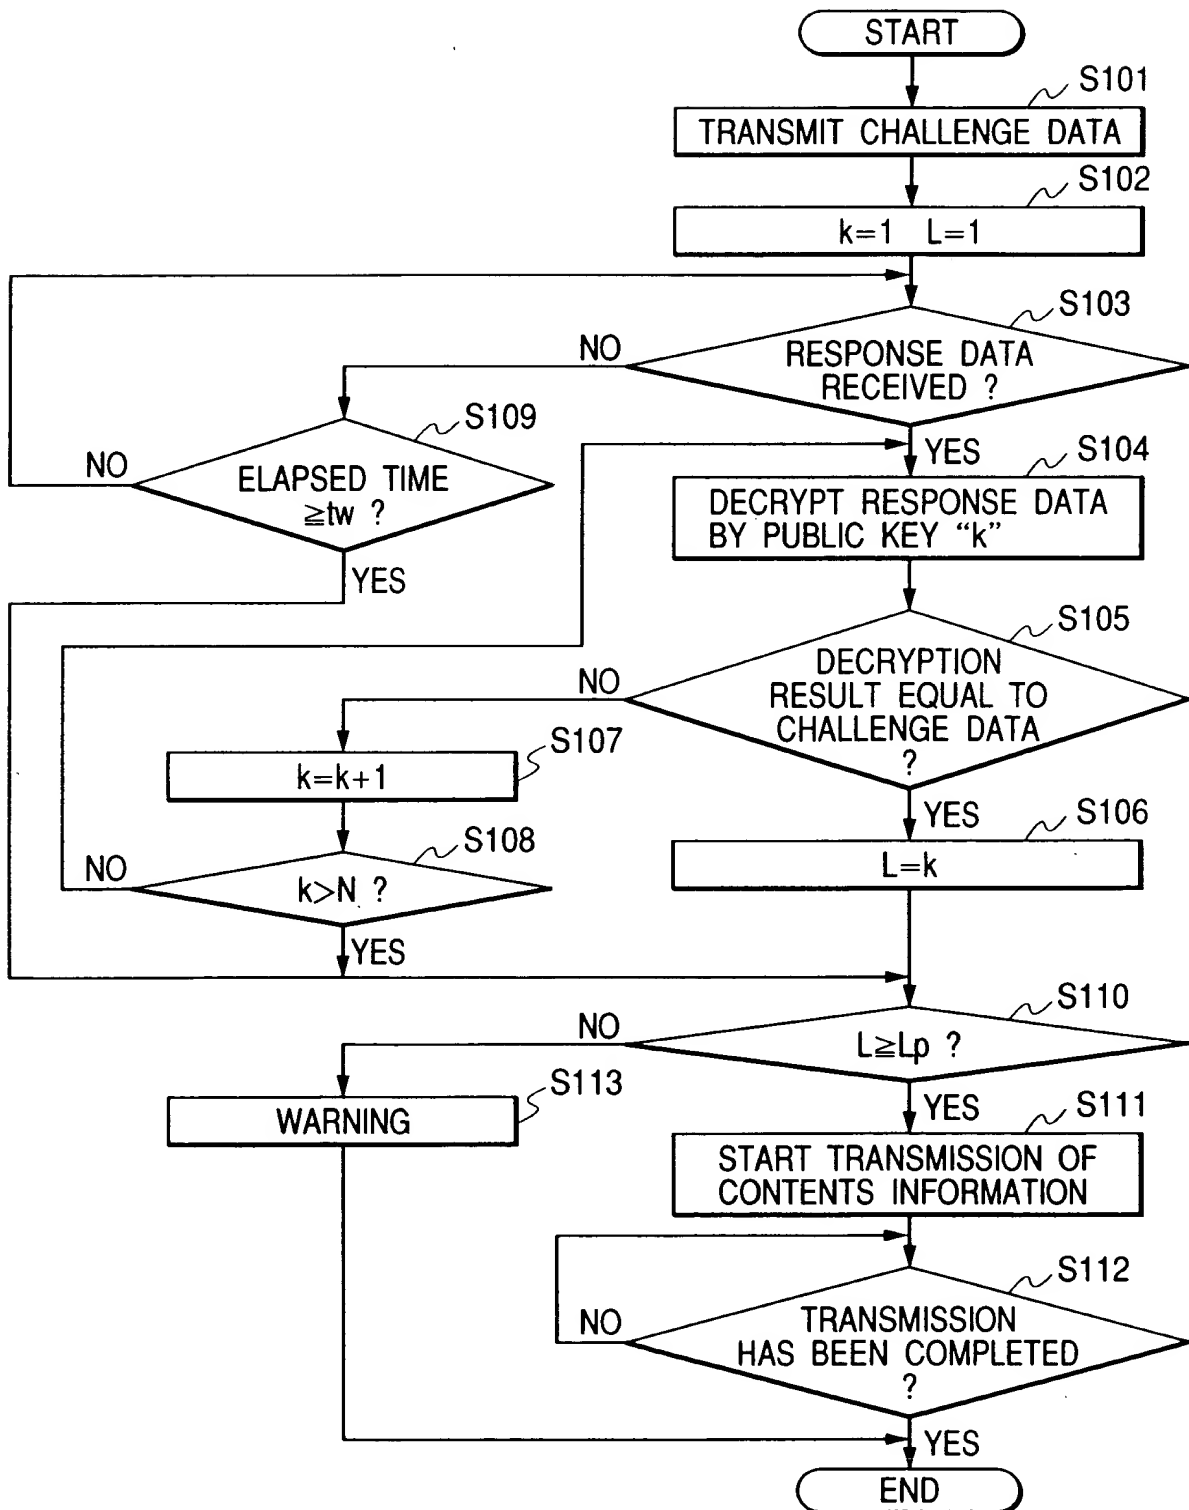 START
S101
TRANSMIT CHALLENGE DATA
S102
k=1 L=1
S103
RESPONSE DATA
RECEIVED ?
NO
YES
S109
ELAPSED TIME
≧tw ?
NO
YES
S104
DECRYPT RESPONSE DATA
BY PUBLIC KEY “k”
S105
DECRYPTION
RESULT EQUAL TO
CHALLENGE DATA
?
NO
YES
S107
k=k+1
S108
k>N ?
NO
YES
S106
L=k
S110
L≧Lp ?
NO
YES
S113
WARNING
S111
START TRANSMISSION OF
CONTENTS INFORMATION
S112
TRANSMISSION
HAS BEEN COMPLETED
?
NO
YES
END